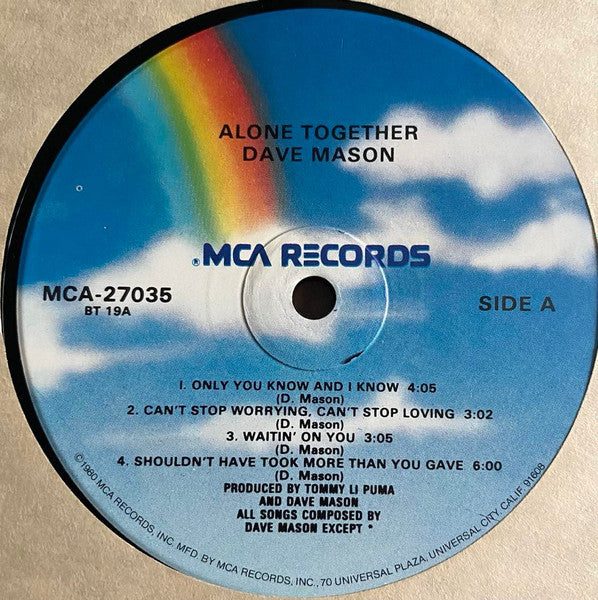 ALONE TOGETHER
DAVE MASON
®MCA RECORDS
MCA-27035
BT 19A
SIDE A
1. ONLY YOU KNOW AND I KNOW 4:05
(D. Mason)
2. CAN'T STOP WORRYING, CAN'T STOP LOVING 3:02
(D. Mason)
3. WAITIN' ON YOU 3:05
(D. Mason)
4. SHOULDN'T HAVE TOOK MORE THAN YOU GAVE 6:00
(D. Mason)
PRODUCED BY TOMMY LI PUMA
AND DAVE MASON
ALL SONGS COMPOSED BY
DAVE MASON EXCEPT *
©1980 MCA RECORDS, INC. MFD BY MCA RECORDS, INC., 70 UNIVERSAL PLAZA, UNIVERSAL CITY, CALIF. 91608